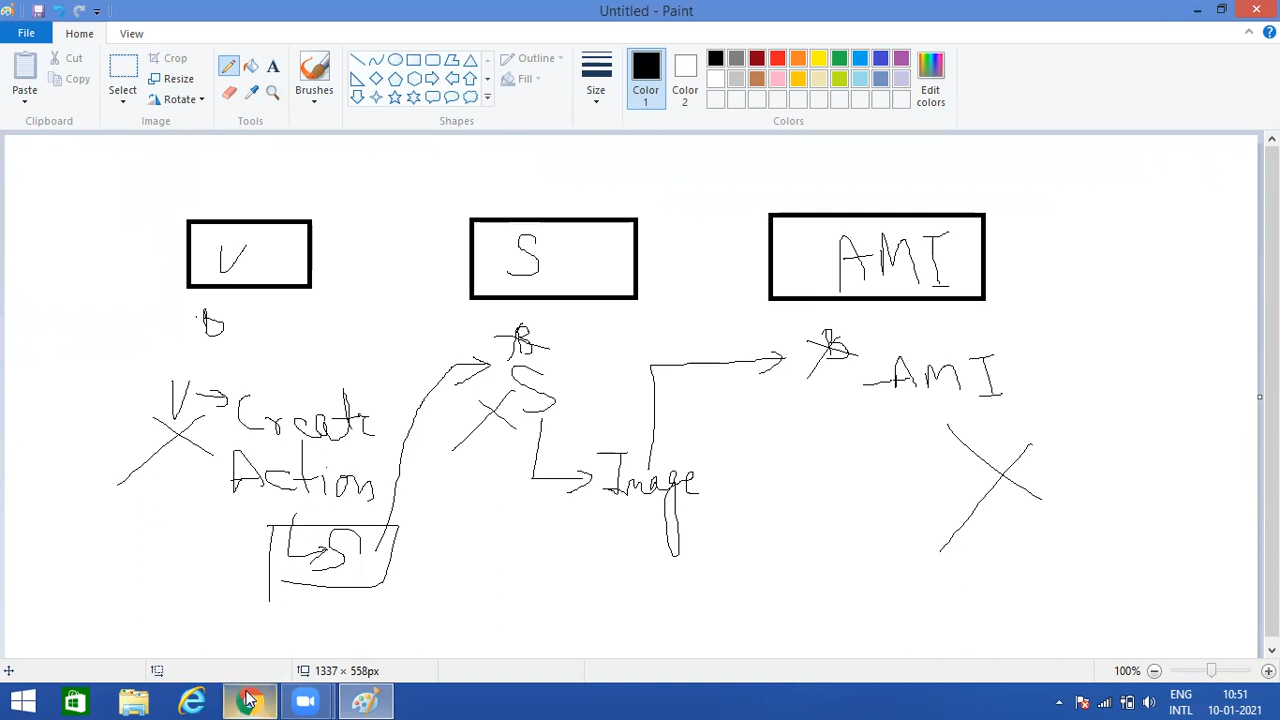 Untitled - Paint
File
Home
View
Paste
Cut
Copy
Clipboard
Select
Crop
Resize
Rotate
Image
Tools
Brushes
Shapes
Outline
Fill
Size
Color 1
Color 2
Edit colors
Colors
V
S
AMI
b
V
Create
Action
S
S
Image
AMI
1337 × 558px
100%
ENG
INTL
10:51
10-01-2021